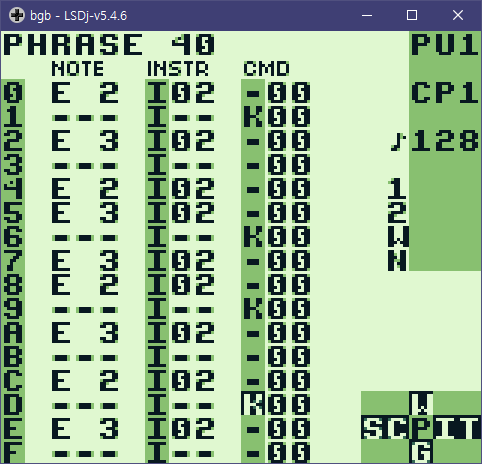 bgb - LSDj-v5.4.6
PHRASE 40 PU1
NOTE INSTR CMD
0 E 2 I02 -00 CP1
1 --- I-- K00
2 E 3 I02 -00 ♪128
3 --- I-- -00
4 E 2 I02 -00 1
5 E 3 I02 -00 2
6 --- I-- K00 W
7 E 3 I02 -00 N
8 E 2 I02 -00
9 --- I-- K00
A E 3 I02 -00
B --- I-- -00
C E 2 I02 -00
D --- I-- K00 W
E E 3 I02 -00 SCPIT
F --- I-- -00 G